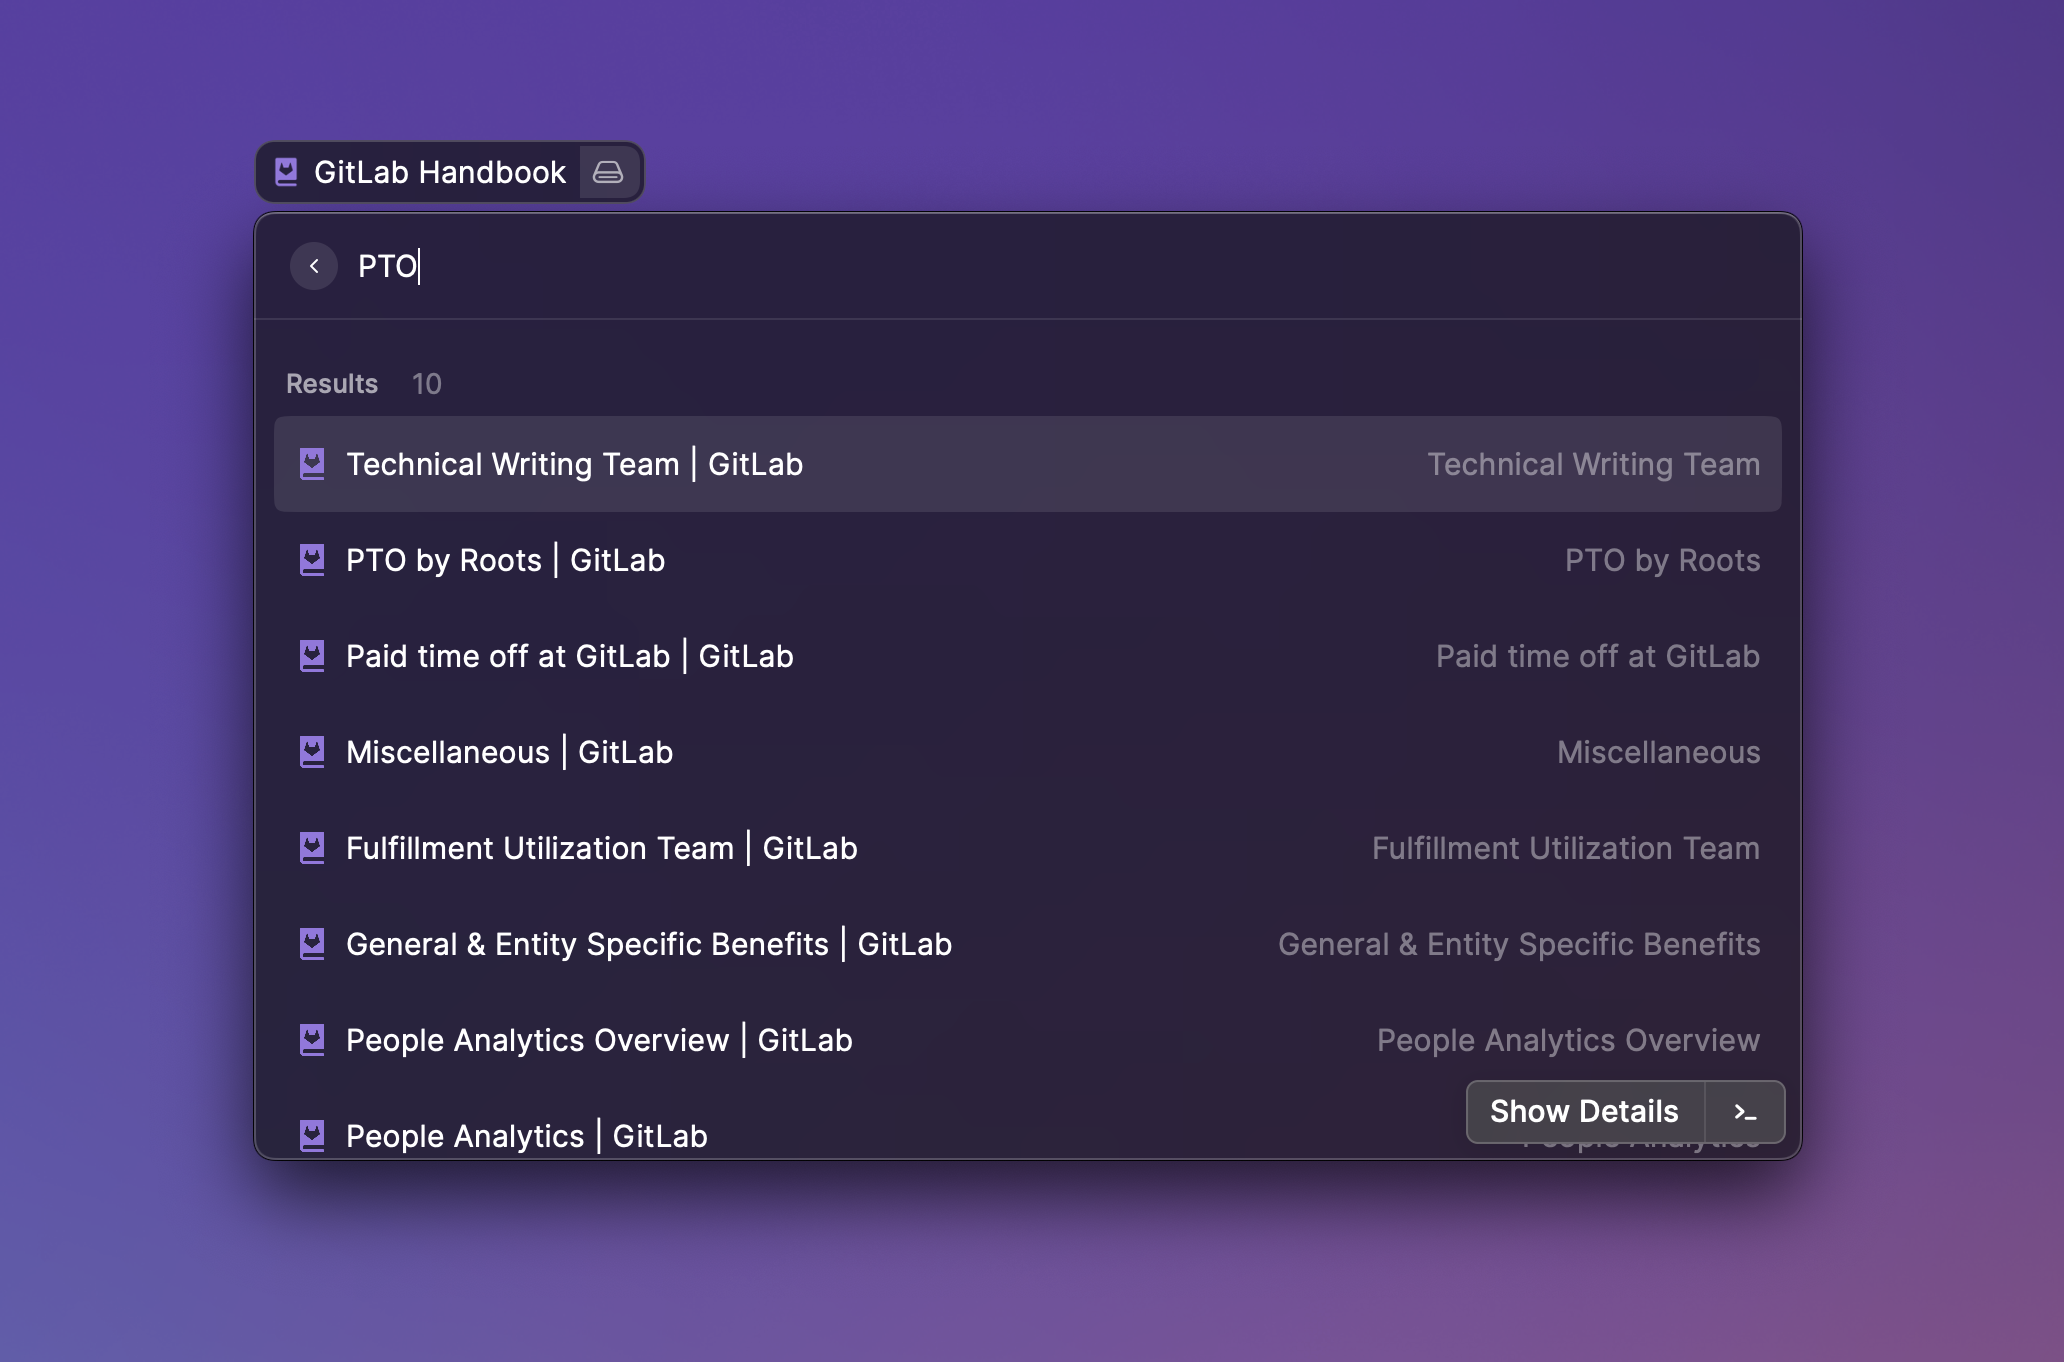 GitLab Handbook
PTO
Results 10
Technical Writing Team | GitLab Technical Writing Team
PTO by Roots | GitLab PTO by Roots
Paid time off at GitLab | GitLab Paid time off at GitLab
Miscellaneous | GitLab Miscellaneous
Fulfillment Utilization Team | GitLab Fulfillment Utilization Team
General & Entity Specific Benefits | GitLab General & Entity Specific Benefits
People Analytics Overview | GitLab People Analytics Overview
Show Details >_
People Analytics | GitLab People Analytics